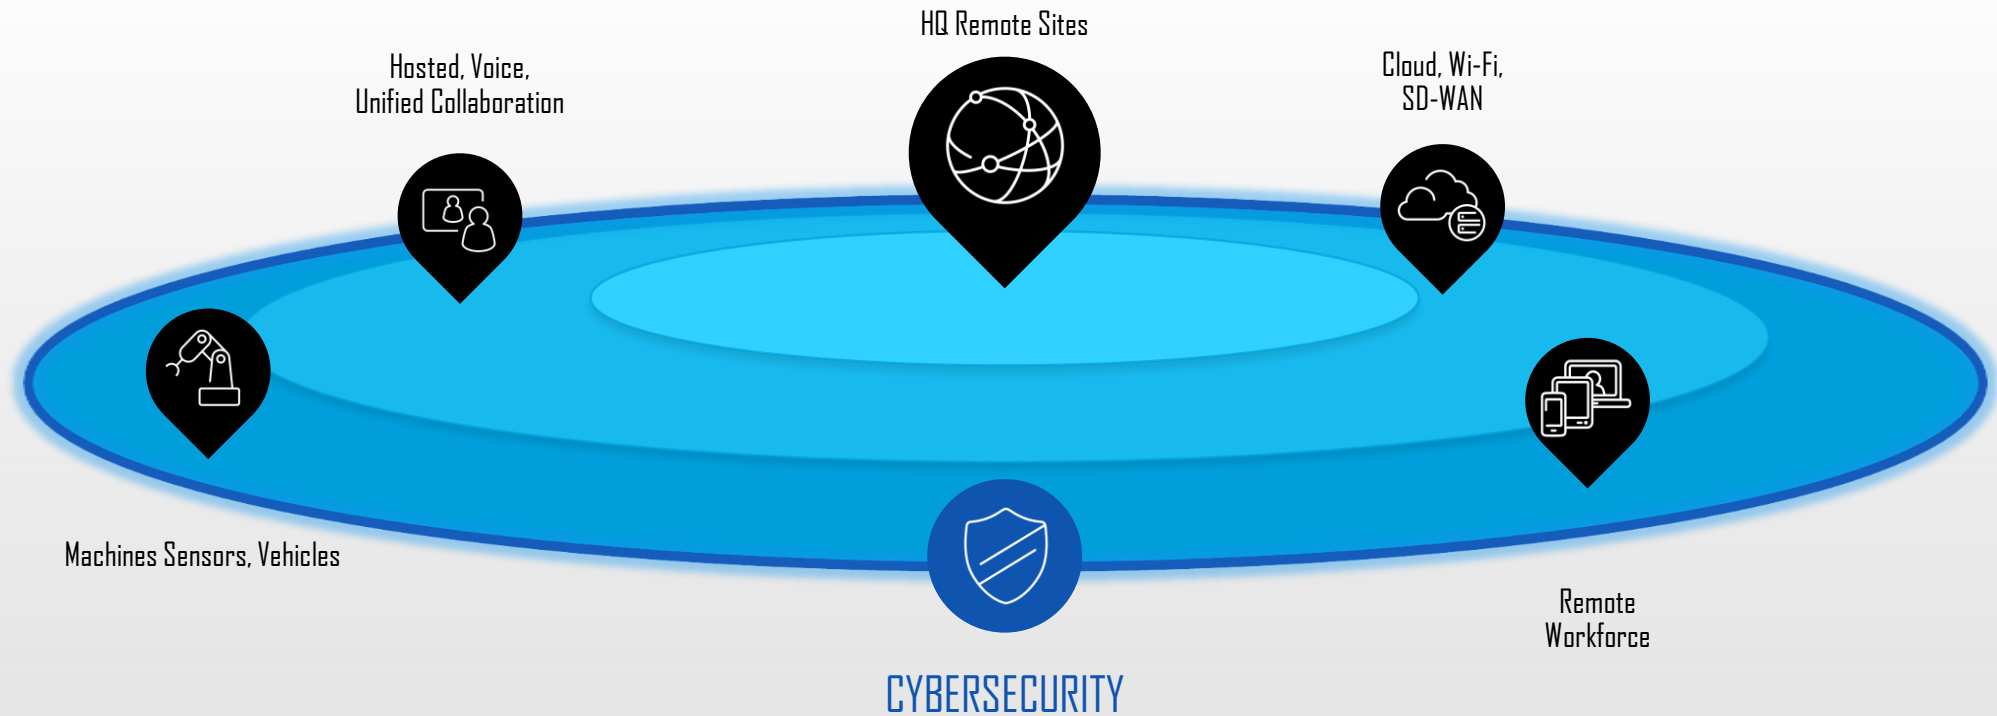 HQ Remote Sites
Hosted, Voice,
Unified Collaboration
Cloud, Wi-Fi,
SD-WAN
Machines Sensors, Vehicles
Remote
Workforce
CYBERSECURITY